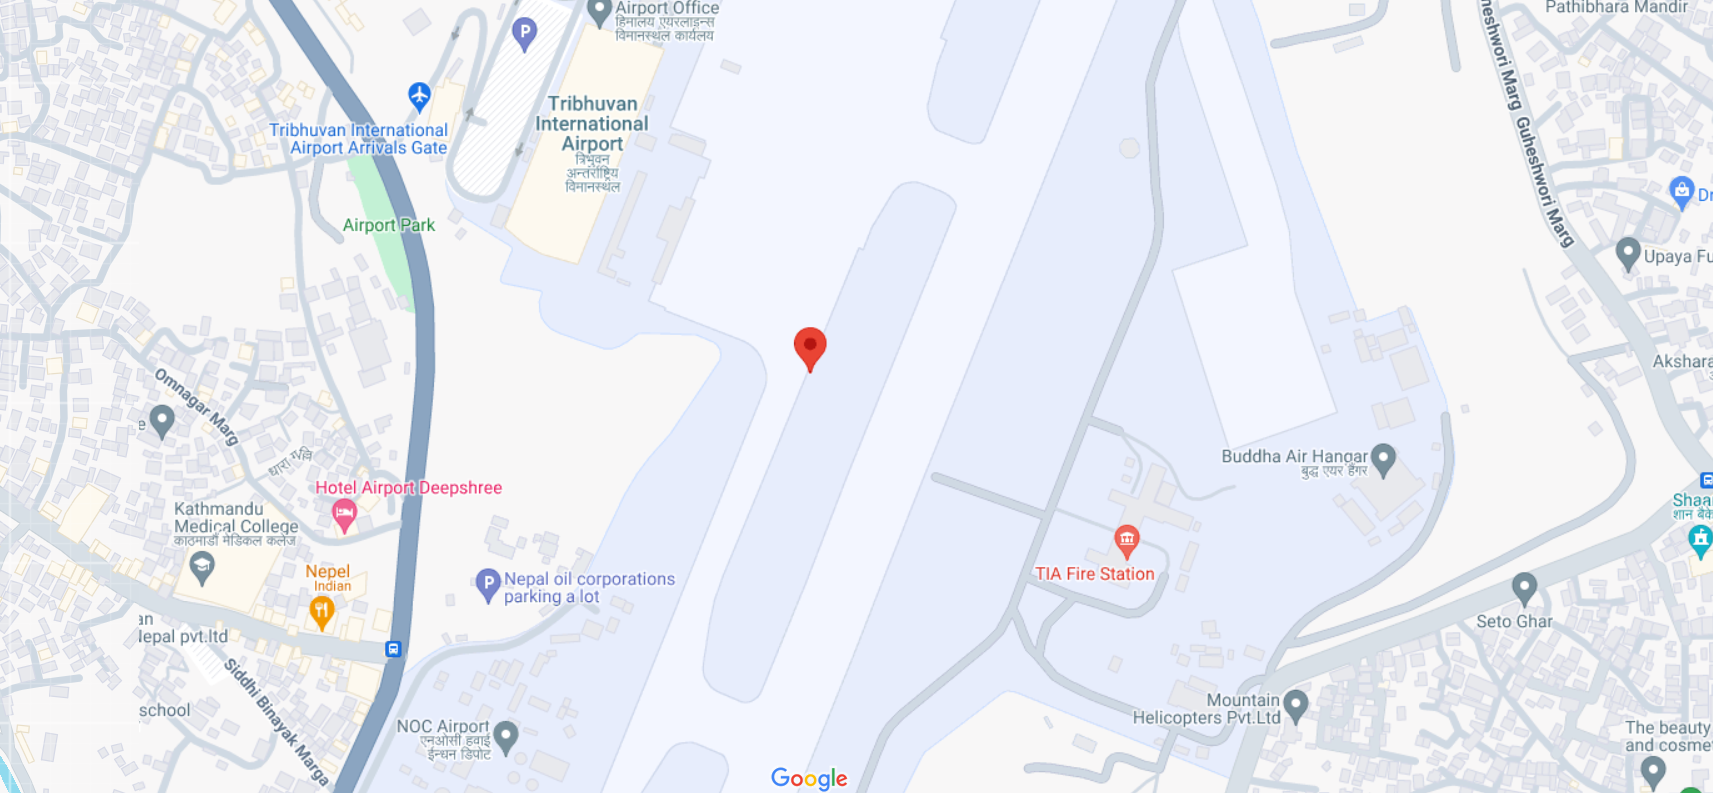 Airport Office
हिमालय एयरलाइन्स
विमानस्थल कार्यालय
Pathibhara Mandir
P
Tribhuvan
International
Airport
त्रिभुवन
अन्तर्राष्ट्रिय
विमानस्थल
Tribhuvan International
Airport Arrivals Gate
Guheshwori Marg
Guheshwori Marg
Airport Park
Upaya Fu
Akshara
Omnagar Marg
धारा गल्लि
Buddha Air Hangar
बुद्ध एयर हैंगर
Hotel Airport Deepshree
Kathmandu
Medical College
काठमाडौं मेडिकल कलेज
Shaa
शान बैंके
TIA Fire Station
Nepel
Indian
P
Nepal oil corporations
parking a lot
Seto Ghar
an
Nepal pvt.ltd
Siddhi Binayak Marga
school
Mountain
Helicopters Pvt.Ltd
NOC Airport
एनओसी हवाई
ईन्धन डिपोट
The beauty
and cosme
Google